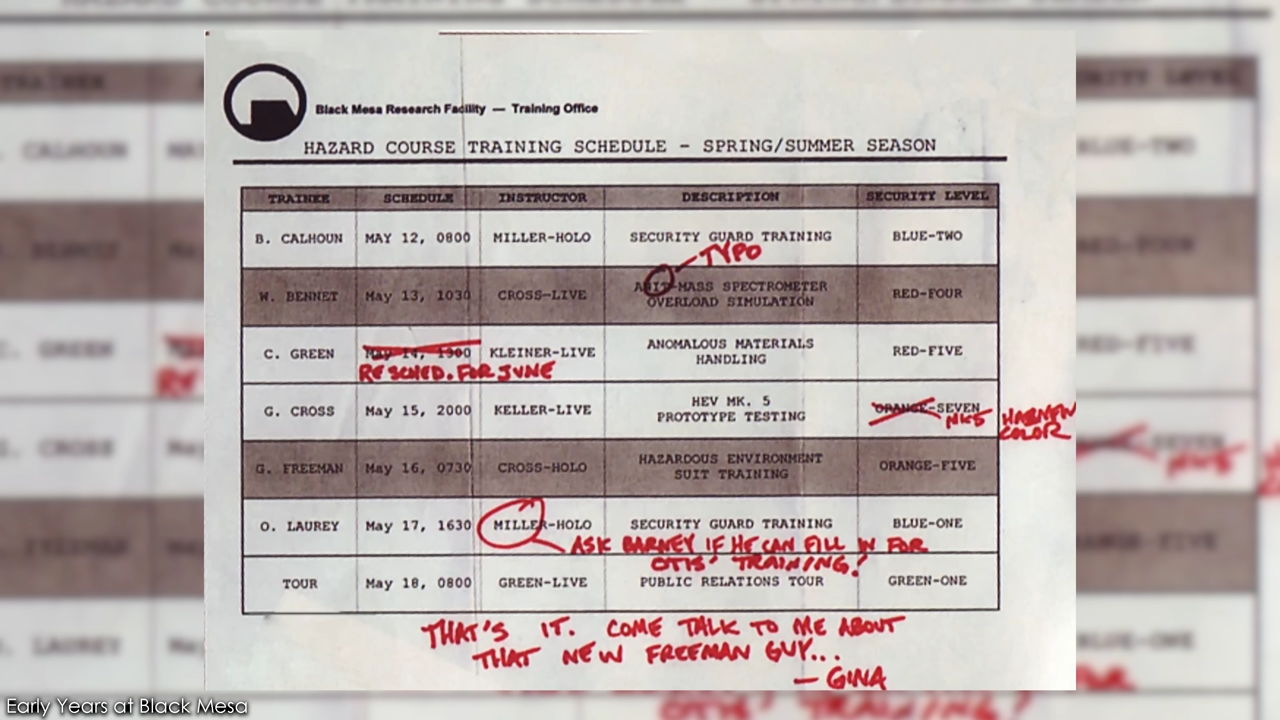 Black Mesa Research Facility — Training Office
HAZARD COURSE TRAINING SCHEDULE - SPRING/SUMMER SEASON
TRAINEE SCHEDULE INSTRUCTOR DESCRIPTION SECURITY LEVEL
B. CALHOUN MAY 12, 0800 MILLER-HOLO SECURITY GUARD TRAINING BLUE-TWO
TYPO
W. BENNET May 13, 1030 CROSS-LIVE -MASS SPECTROMETER
OVERLOAD SIMULATION RED-FOUR
C. GREEN May 14, 1300 KLEINER-LIVE ANOMALOUS MATERIALS
HANDLING RED-FIVE
RESCHED. FOR JUNE
G. CROSS May 15, 2000 KELLER-LIVE HEV MK. 5
PROTOTYPE TESTING ORANGE-SEVEN
COLOR
G. FREEMAN May 16, 0730 CROSS-HOLO HAZARDOUS ENVIRONMENT
SUIT TRAINING ORANGE-FIVE
O. LAUREY May 17, 1630 MILLER-HOLO SECURITY GUARD TRAINING BLUE-ONE
ASK BARNEY IF HE CAN FILL IN FOR
OTIS' TRAINING!
TOUR May 18, 0800 GREEN-LIVE PUBLIC RELATIONS TOUR GREEN-ONE
THAT'S IT. COME TALK TO ME ABOUT
THAT NEW FREEMAN GUY...
— GINA
Early Years at Black Mesa